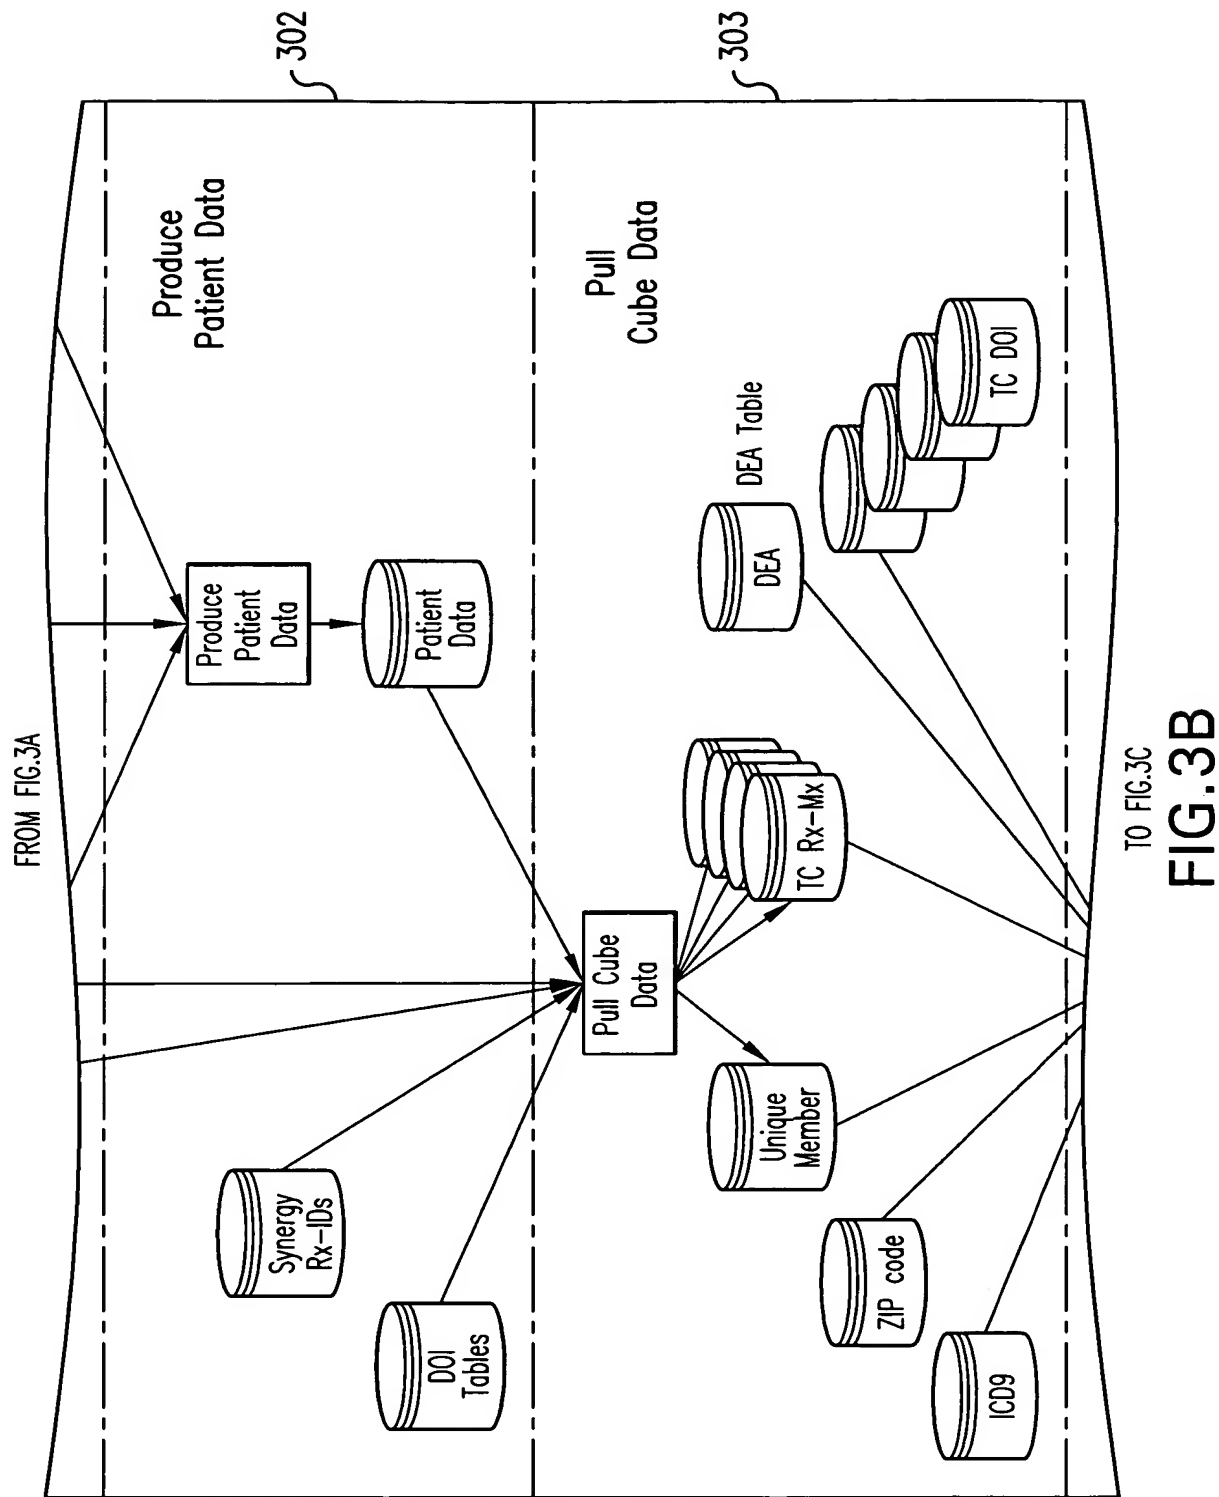 FROM FIG.3A
302
Produce
Patient Data
Produce
Patient
Data
Patient
Data
Synergy
Rx-IDs
DOI
Tables
303
Pull
Cube Data
Pull Cube
Data
DEA Table
DEA
TC Rx-Mx
TC DOI
Unique
Member
ZIP code
ICD9
TO FIG.3C
FIG.3B